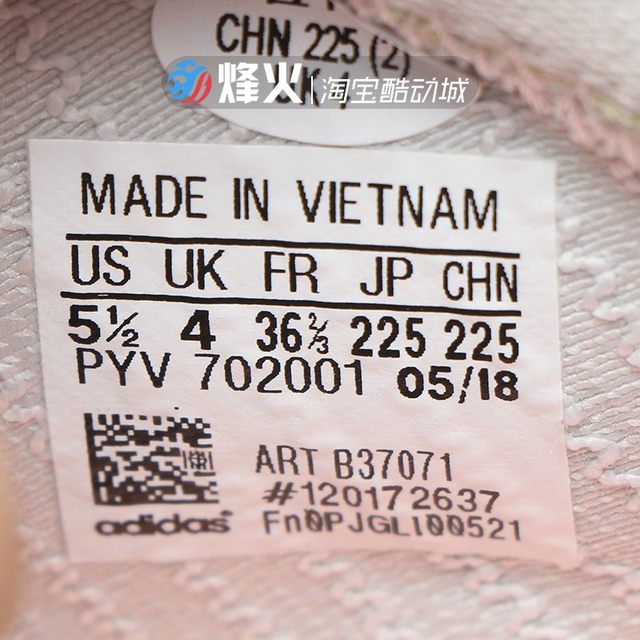 CHN 225 (2)
烽火|淘宝酷动城
MADE IN VIETNAM
US UK FR JP CHN
5½ 4 36⅔ 225 225
PYV 702001 05/18
ART B37071
#120172637
Fn0PJGLI00521
adidas